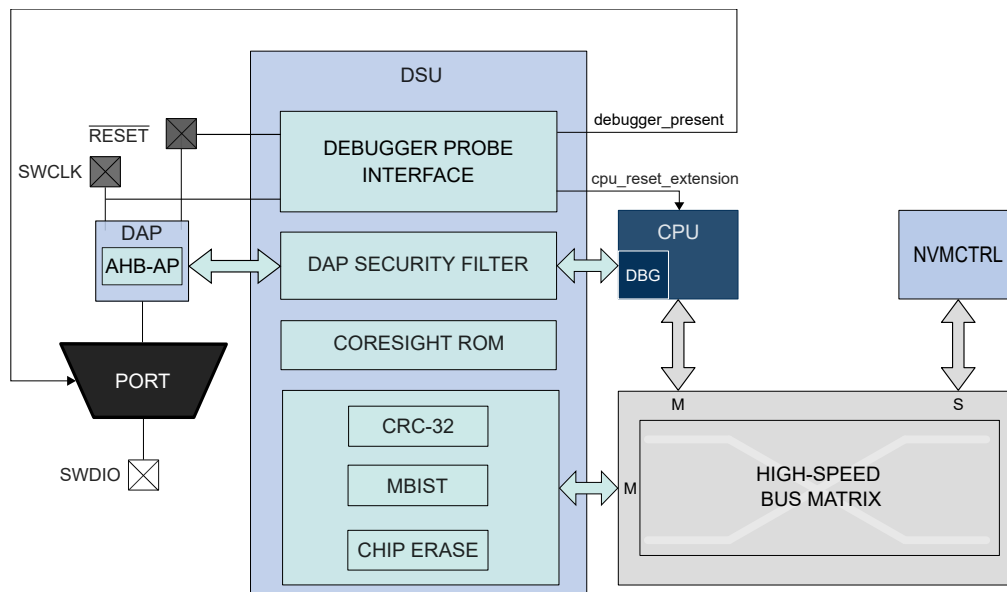 DSU
debugger_present
RESET
DEBUGGER PROBE
INTERFACE
SWCLK
cpu_reset_extension
DAP
CPU
AHB-AP
DAP SECURITY FILTER
DBG
NVMCTRL
CORESIGHT ROM
PORT
M
S
CRC-32
SWDIO
MBIST
M
HIGH-SPEED
BUS MATRIX
CHIP ERASE